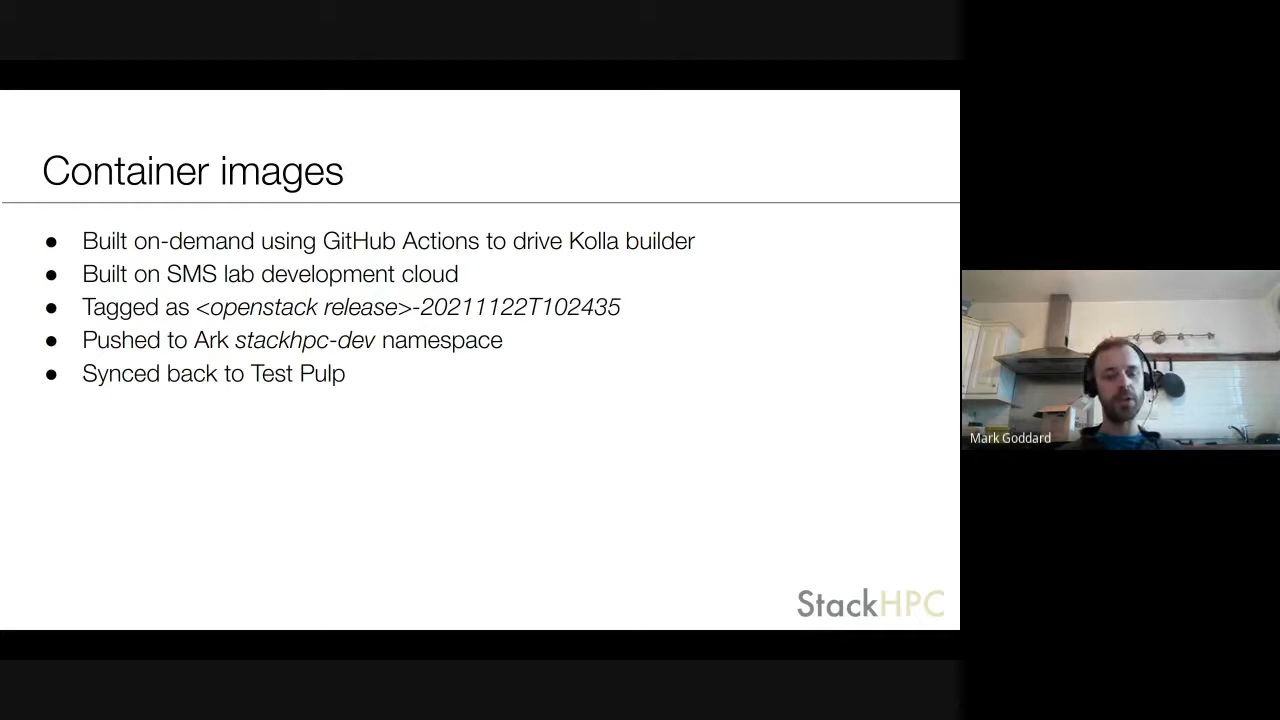 Container images
● Built on-demand using GitHub Actions to drive Kolla builder
● Built on SMS lab development cloud
● Tagged as <openstack release>-20211122T102435
● Pushed to Ark stackhpc-dev namespace
● Synced back to Test Pulp
Mark Goddard
StackHPC